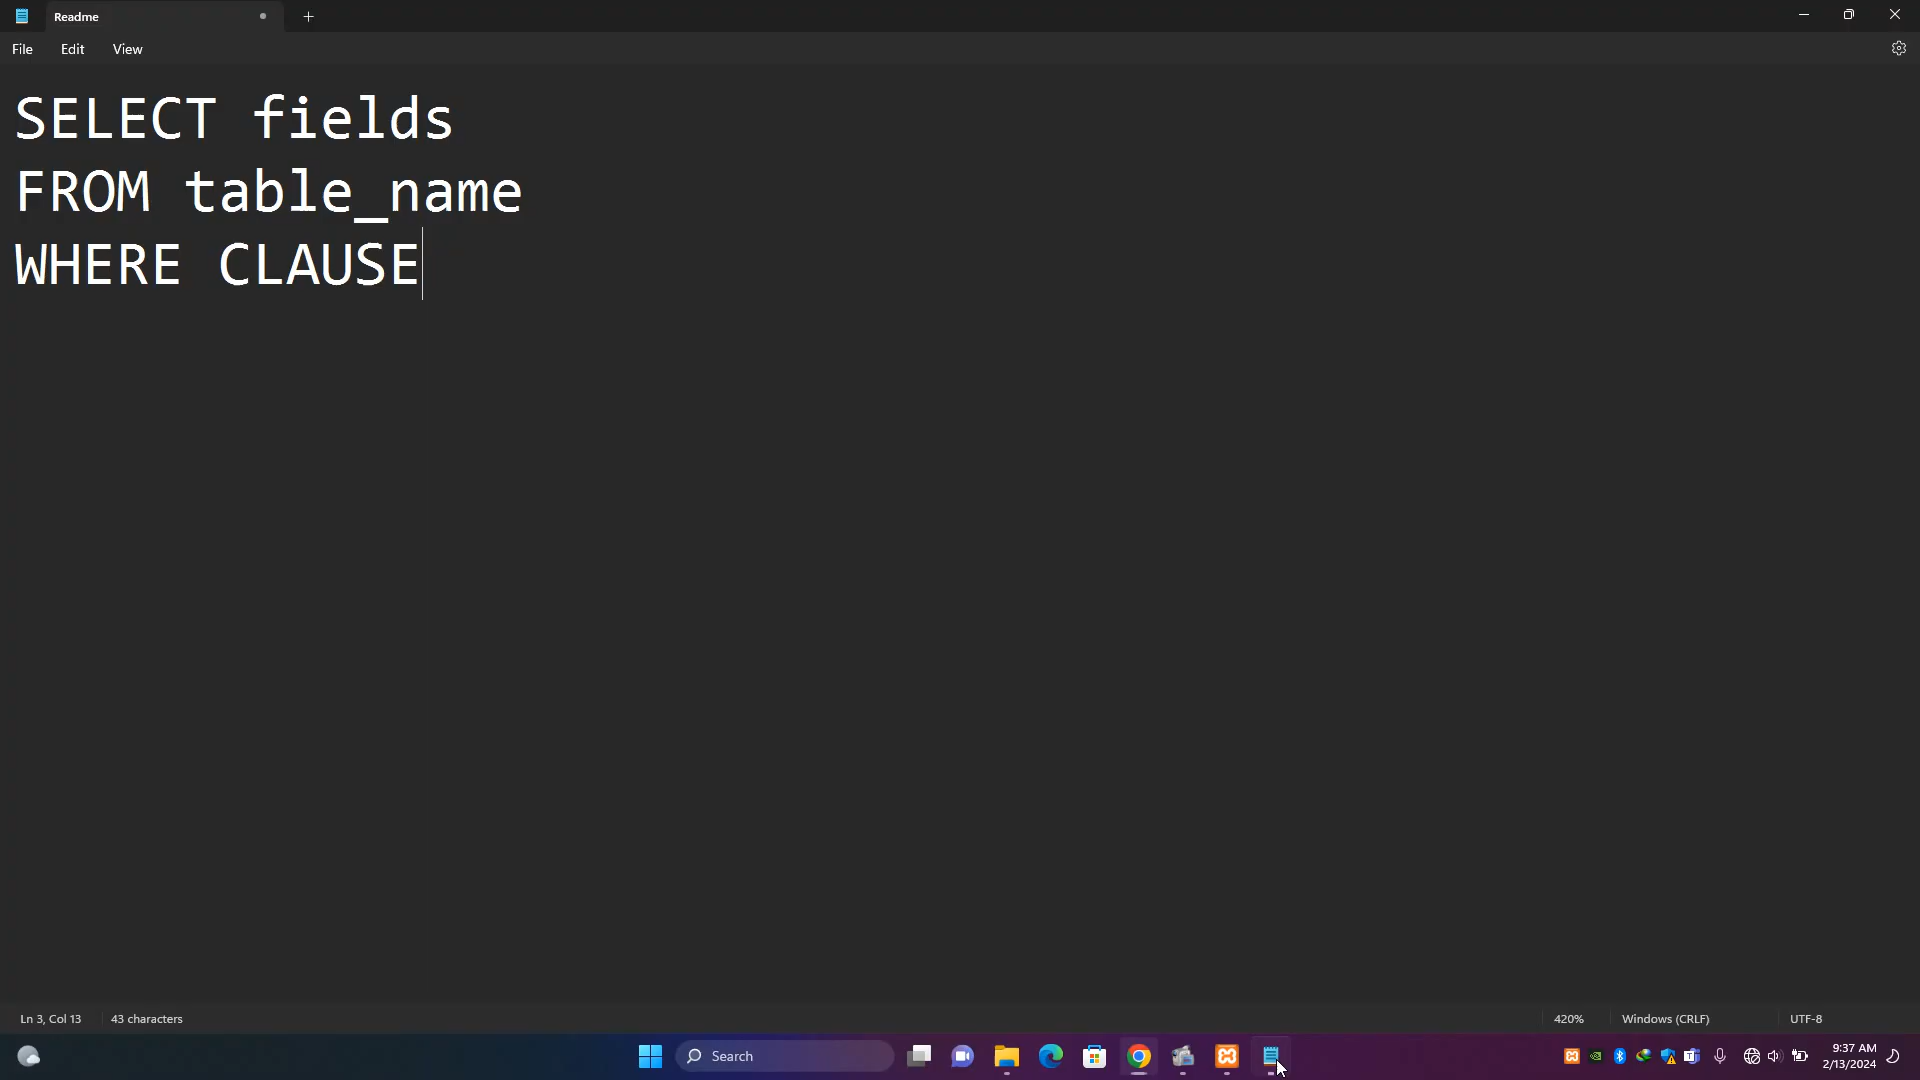 Readme
File Edit View
SELECT fields
FROM table_name
WHERE CLAUSE
Ln 3, Col 13 43 characters 420% Windows (CRLF) UTF-8
Search
9:37 AM
2/13/2024